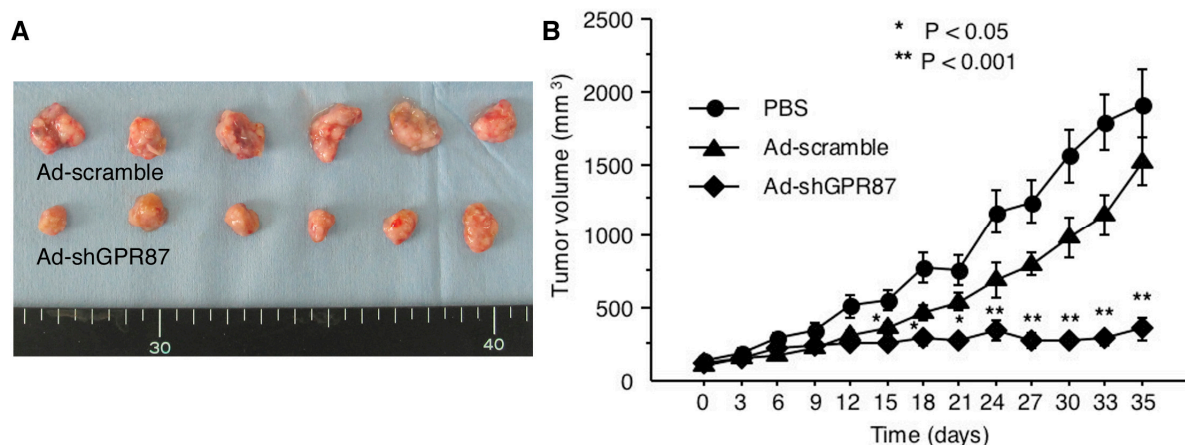 A
Ad-scramble
Ad-shGPR87
30 40
B
Tumor volume (mm³)
2500
2000
1500
1000
500
0
* P < 0.05
** P < 0.001
PBS
Ad-scramble
Ad-shGPR87
* * * ** ** ** ** **
0 3 6 9 12 15 18 21 24 27 30 33 35
Time (days)